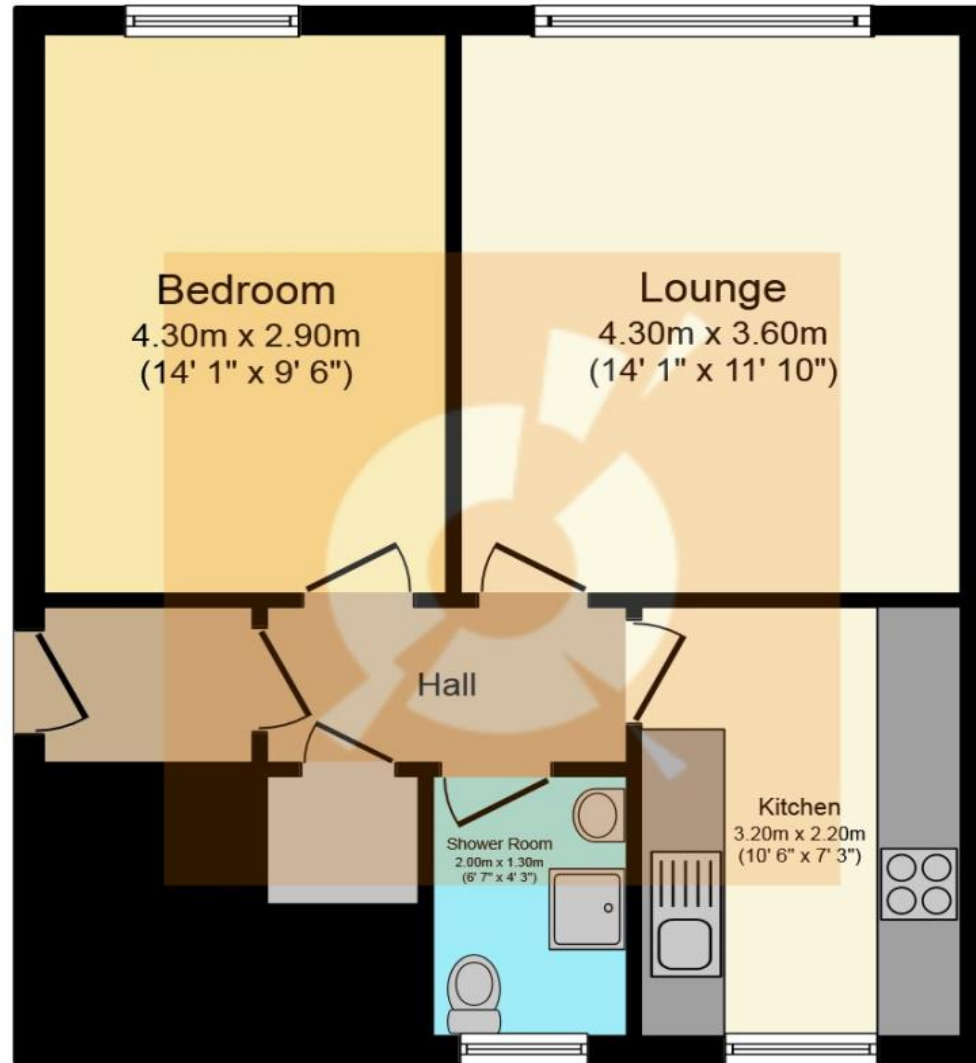 Bedroom
4.30m x 2.90m
(14' 1" x 9' 6")
Lounge
4.30m x 3.60m
(14' 1" x 11' 10")
Hall
Kitchen
3.20m x 2.20m
(10' 6" x 7' 3")
Shower Room
2.00m x 1.30m
(6' 7" x 4' 3")